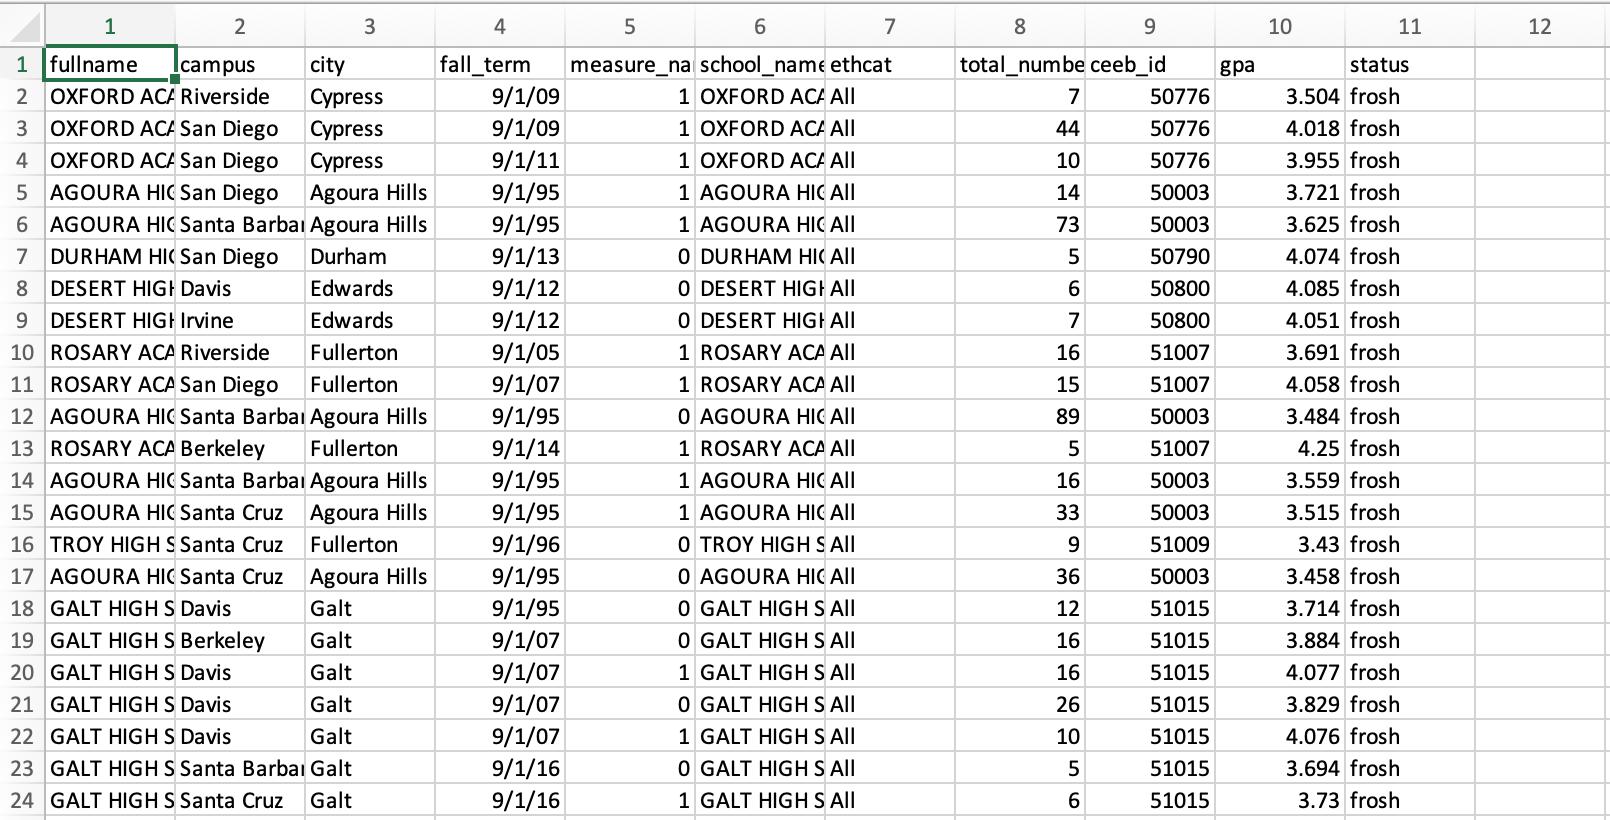 1 2 3 4 5 6 7 8 9 10 11 12
1 fullname campus city fall_term measure_na school_name ethcat total_numbe ceeb_id gpa status
2 OXFORD ACA Riverside Cypress 9/1/09 1 OXFORD ACA All 7 50776 3.504 frosh
3 OXFORD ACA San Diego Cypress 9/1/09 1 OXFORD ACA All 44 50776 4.018 frosh
4 OXFORD ACA San Diego Cypress 9/1/11 1 OXFORD ACA All 10 50776 3.955 frosh
5 AGOURA HIG San Diego Agoura Hills 9/1/95 1 AGOURA HIG All 14 50003 3.721 frosh
6 AGOURA HIG Santa Barbar Agoura Hills 9/1/95 1 AGOURA HIG All 73 50003 3.625 frosh
7 DURHAM HIG San Diego Durham 9/1/13 0 DURHAM HIG All 5 50790 4.074 frosh
8 DESERT HIGH Davis Edwards 9/1/12 0 DESERT HIGH All 6 50800 4.085 frosh
9 DESERT HIGH Irvine Edwards 9/1/12 0 DESERT HIGH All 7 50800 4.051 frosh
10 ROSARY ACA Riverside Fullerton 9/1/05 1 ROSARY ACA All 16 51007 3.691 frosh
11 ROSARY ACA San Diego Fullerton 9/1/07 1 ROSARY ACA All 15 51007 4.058 frosh
12 AGOURA HIG Santa Barbar Agoura Hills 9/1/95 0 AGOURA HIG All 89 50003 3.484 frosh
13 ROSARY ACA Berkeley Fullerton 9/1/14 1 ROSARY ACA All 5 51007 4.25 frosh
14 AGOURA HIG Santa Barbar Agoura Hills 9/1/95 1 AGOURA HIG All 16 50003 3.559 frosh
15 AGOURA HIG Santa Cruz Agoura Hills 9/1/95 1 AGOURA HIG All 33 50003 3.515 frosh
16 TROY HIGH S Santa Cruz Fullerton 9/1/96 0 TROY HIGH S All 9 51009 3.43 frosh
17 AGOURA HIG Santa Cruz Agoura Hills 9/1/95 0 AGOURA HIG All 36 50003 3.458 frosh
18 GALT HIGH S Davis Galt 9/1/95 0 GALT HIGH S All 12 51015 3.714 frosh
19 GALT HIGH S Berkeley Galt 9/1/07 0 GALT HIGH S All 16 51015 3.884 frosh
20 GALT HIGH S Davis Galt 9/1/07 1 GALT HIGH S All 16 51015 4.077 frosh
21 GALT HIGH S Davis Galt 9/1/07 0 GALT HIGH S All 26 51015 3.829 frosh
22 GALT HIGH S Davis Galt 9/1/07 1 GALT HIGH S All 10 51015 4.076 frosh
23 GALT HIGH S Santa Barbar Galt 9/1/16 0 GALT HIGH S All 5 51015 3.694 frosh
24 GALT HIGH S Santa Cruz Galt 9/1/16 1 GALT HIGH S All 6 51015 3.73 frosh